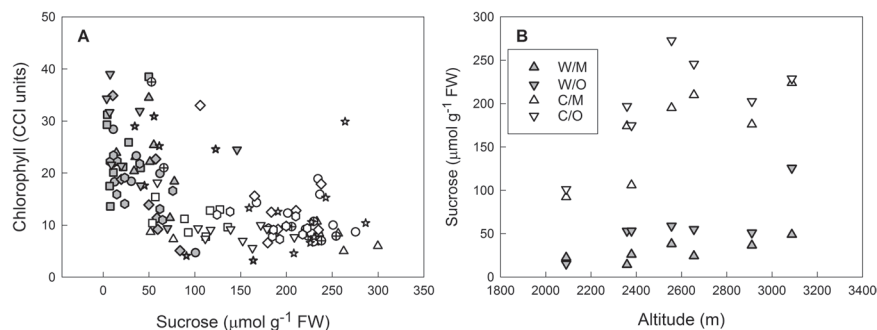 A
Chlorophyll (CCI units)
50
40
30
20
10
0
0 50 100 150 200 250 300 350
Sucrose (μmol g-1 FW)
B
Sucrose (μmol g-1 FW)
300
250
200
150
100
50
0
W/M
W/O
C/M
C/O
1800 2000 2200 2400 2600 2800 3000 3200 3400
Altitude (m)